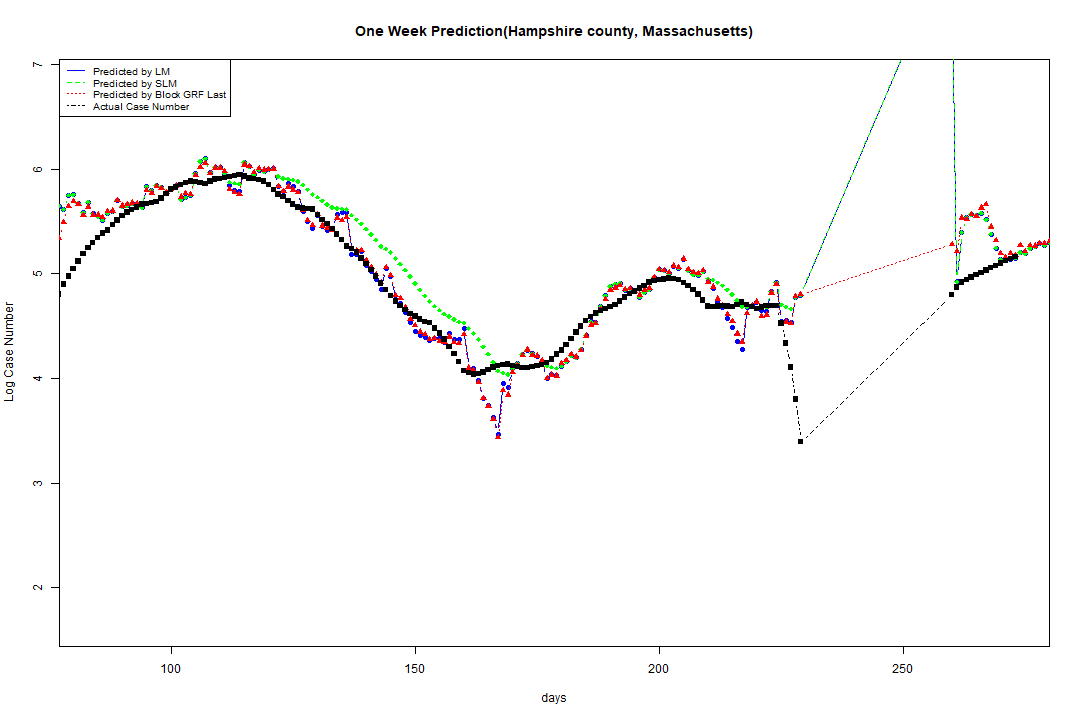 One Week Prediction(Hampshire county, Massachusetts)
Predicted by LM
Predicted by SLM
Predicted by Block GRF Last
Actual Case Number
Log Case Number
7
6
5
4
3
2
100 150 200 250
days